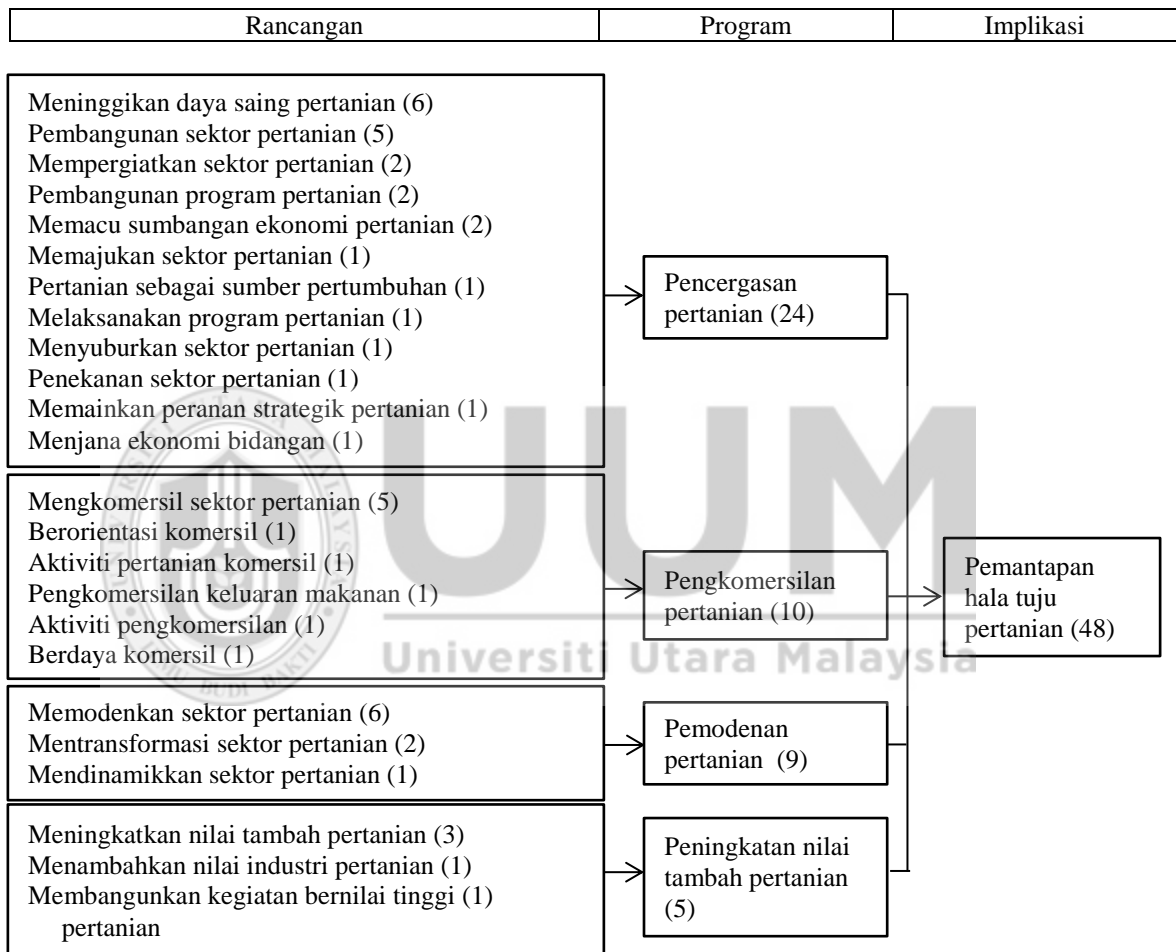 Rancangan
Program
Implikasi
Meninggikan daya saing pertanian (6)
Pembangunan sektor pertanian (5)
Mempergiatkan sektor pertanian (2)
Pembangunan program pertanian (2)
Memacu sumbangan ekonomi pertanian (2)
Memajukan sektor pertanian (1)
Pertanian sebagai sumber pertumbuhan (1)
Melaksanakan program pertanian (1)
Menyuburkan sektor pertanian (1)
Penekanan sektor pertanian (1)
Memainkan peranan strategik pertanian (1)
Menjana ekonomi bidangan (1)
Pencergasan
pertanian (24)
Mengkomersil sektor pertanian (5)
Berorientasi komersil (1)
Aktiviti pertanian komersil (1)
Pengkomersilan keluaran makanan (1)
Aktiviti pengkomersilan (1)
Berdaya komersil (1)
Pengkomersilan
pertanian (10)
Pemantapan
hala tuju
pertanian (48)
Memodenkan sektor pertanian (6)
Mentransformasi sektor pertanian (2)
Mendinamikkan sektor pertanian (1)
Pemodenan
pertanian (9)
Meningkatkan nilai tambah pertanian (3)
Menambahkan nilai industri pertanian (1)
Membangunkan kegiatan bernilai tinggi (1)
pertanian
Peningkatan nilai
tambah pertanian
(5)
UUM
Universiti Utara Malaysia
UNIVERSITI UTARA MALAYSIA
ILMU BUDI BAKTI